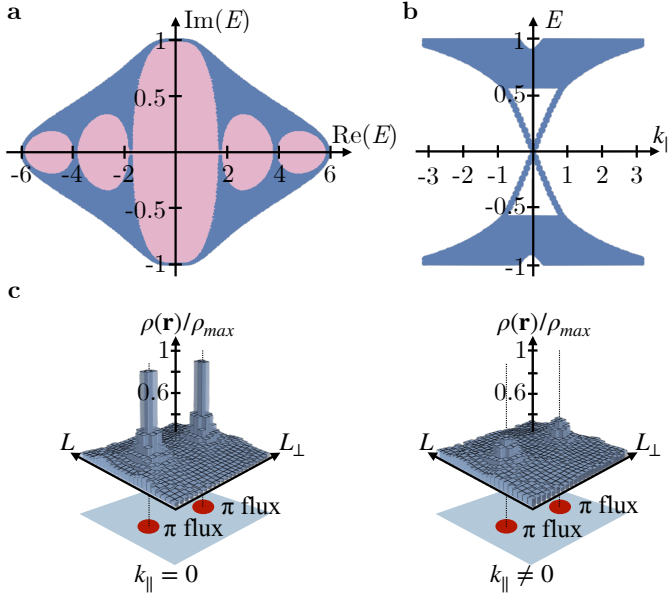 a
Im(E)
1
0.5
Re(E)
-6 -4 -2 2 4 6
-0.5
-1
b
E
1
0.5
k∥
-3 -2 -1 1 2 3
-0.5
-1
c
ρ(r)/ρmax
1
0.6
L L⊥
π flux
π flux
k∥ = 0
ρ(r)/ρmax
1
0.6
L L⊥
π flux
π flux
k∥ ≠ 0